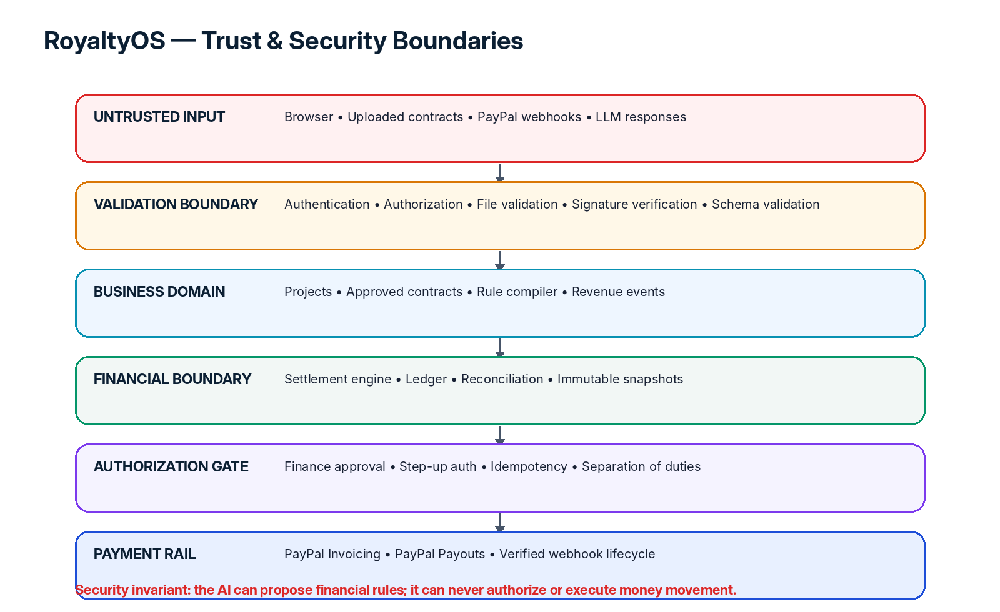 RoyaltyOS — Trust & Security Boundaries
UNTRUSTED INPUT Browser • Uploaded contracts • PayPal webhooks • LLM responses
VALIDATION BOUNDARY Authentication • Authorization • File validation • Signature verification • Schema validation
BUSINESS DOMAIN Projects • Approved contracts • Rule compiler • Revenue events
FINANCIAL BOUNDARY Settlement engine • Ledger • Reconciliation • Immutable snapshots
AUTHORIZATION GATE Finance approval • Step-up auth • Idempotency • Separation of duties
PAYMENT RAIL PayPal Invoicing • PayPal Payouts • Verified webhook lifecycle
Security invariant: the AI can propose financial rules; it can never authorize or execute money movement.